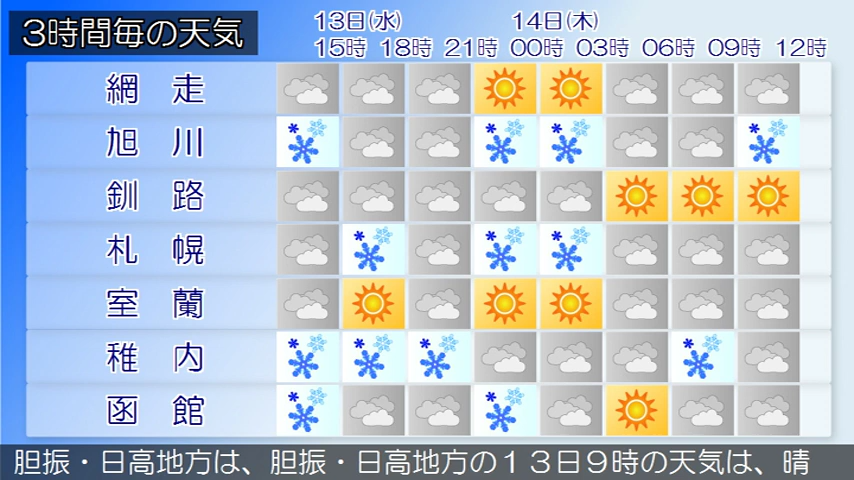 3時間毎の天気
13日(水) 14日(木)
15時 18時 21時 00時 03時 06時 09時 12時
網走
旭川
釧路
札幌
室蘭
稚内
函館
胆振・日高地方は、胆振・日高地方の13日9時の天気は、晴